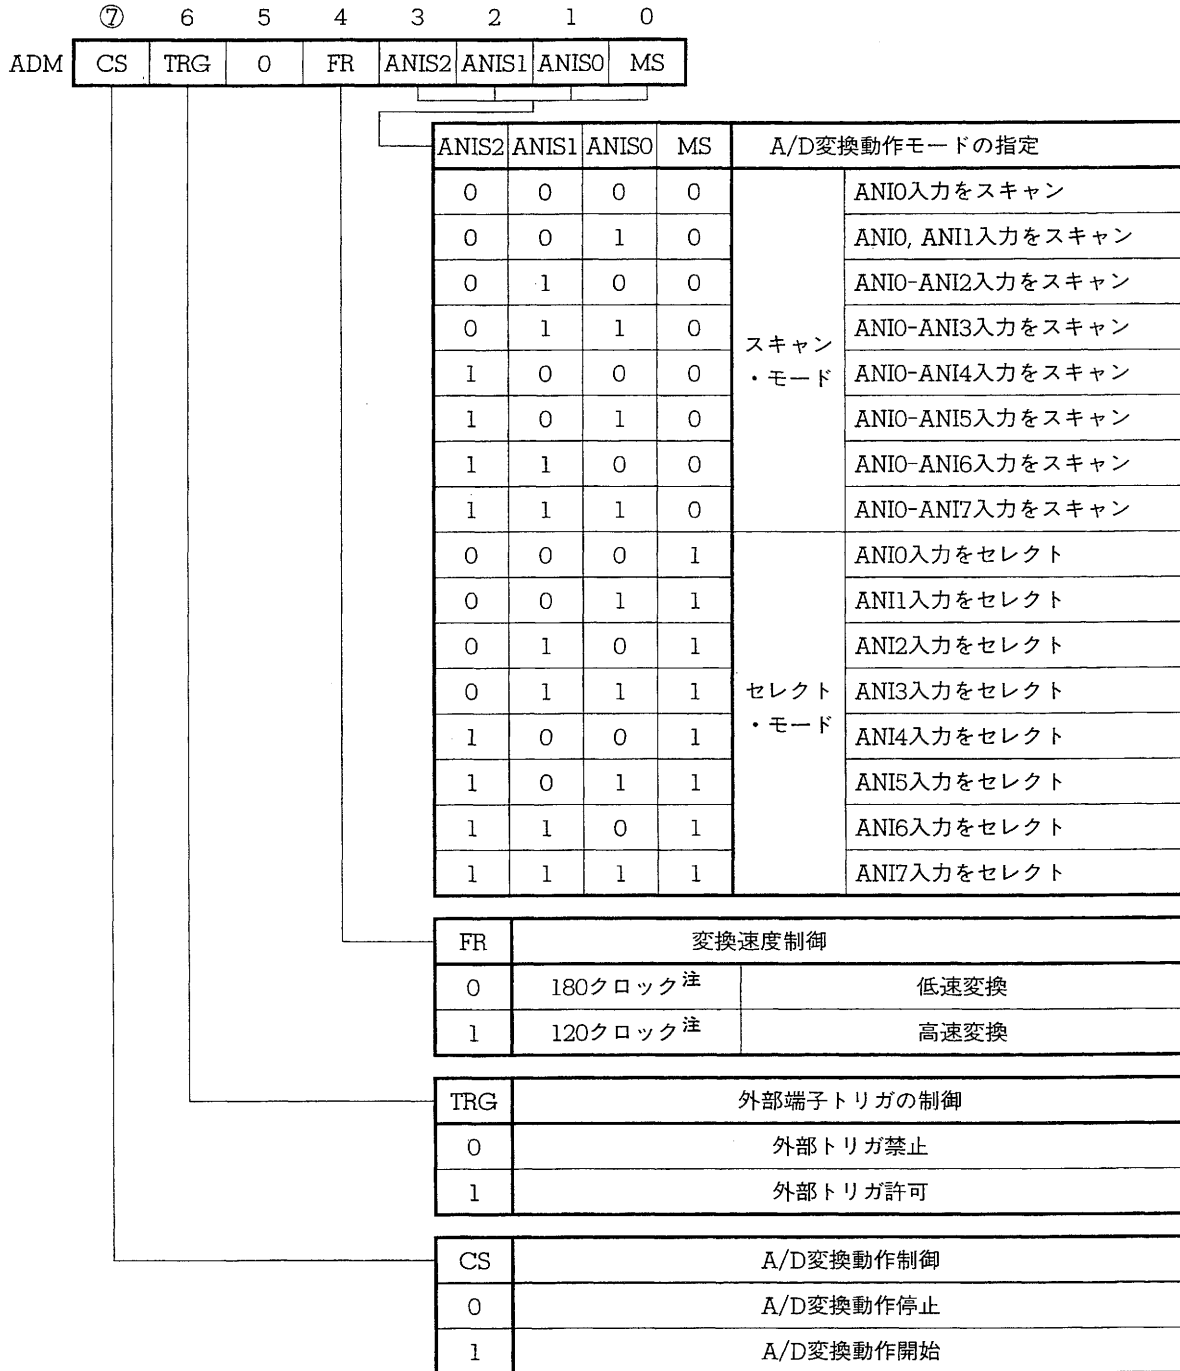 ⑦ 6 5 4 3 2 1 0
ADM CS TRG 0 FR ANIS2 ANIS1 ANIS0 MS
ANIS2 ANIS1 ANIS0 MS A/D変換動作モードの指定
0 0 0 0 ANI0入力をスキャン
0 0 1 0 ANI0, ANI1入力をスキャン
0 1 0 0 ANI0-ANI2入力をスキャン
0 1 1 0 スキャン・モード ANI0-ANI3入力をスキャン
1 0 0 0 ANI0-ANI4入力をスキャン
1 0 1 0 ANI0-ANI5入力をスキャン
1 1 0 0 ANI0-ANI6入力をスキャン
1 1 1 0 ANI0-ANI7入力をスキャン
0 0 0 1 ANI0入力をセレクト
0 0 1 1 ANI1入力をセレクト
0 1 0 1 ANI2入力をセレクト
0 1 1 1 セレクト・モード ANI3入力をセレクト
1 0 0 1 ANI4入力をセレクト
1 0 1 1 ANI5入力をセレクト
1 1 0 1 ANI6入力をセレクト
1 1 1 1 ANI7入力をセレクト
FR 変換速度制御
0 180クロック注 低速変換
1 120クロック注 高速変換
TRG 外部端子トリガの制御
0 外部トリガ禁止
1 外部トリガ許可
CS A/D変換動作制御
0 A/D変換動作停止
1 A/D変換動作開始